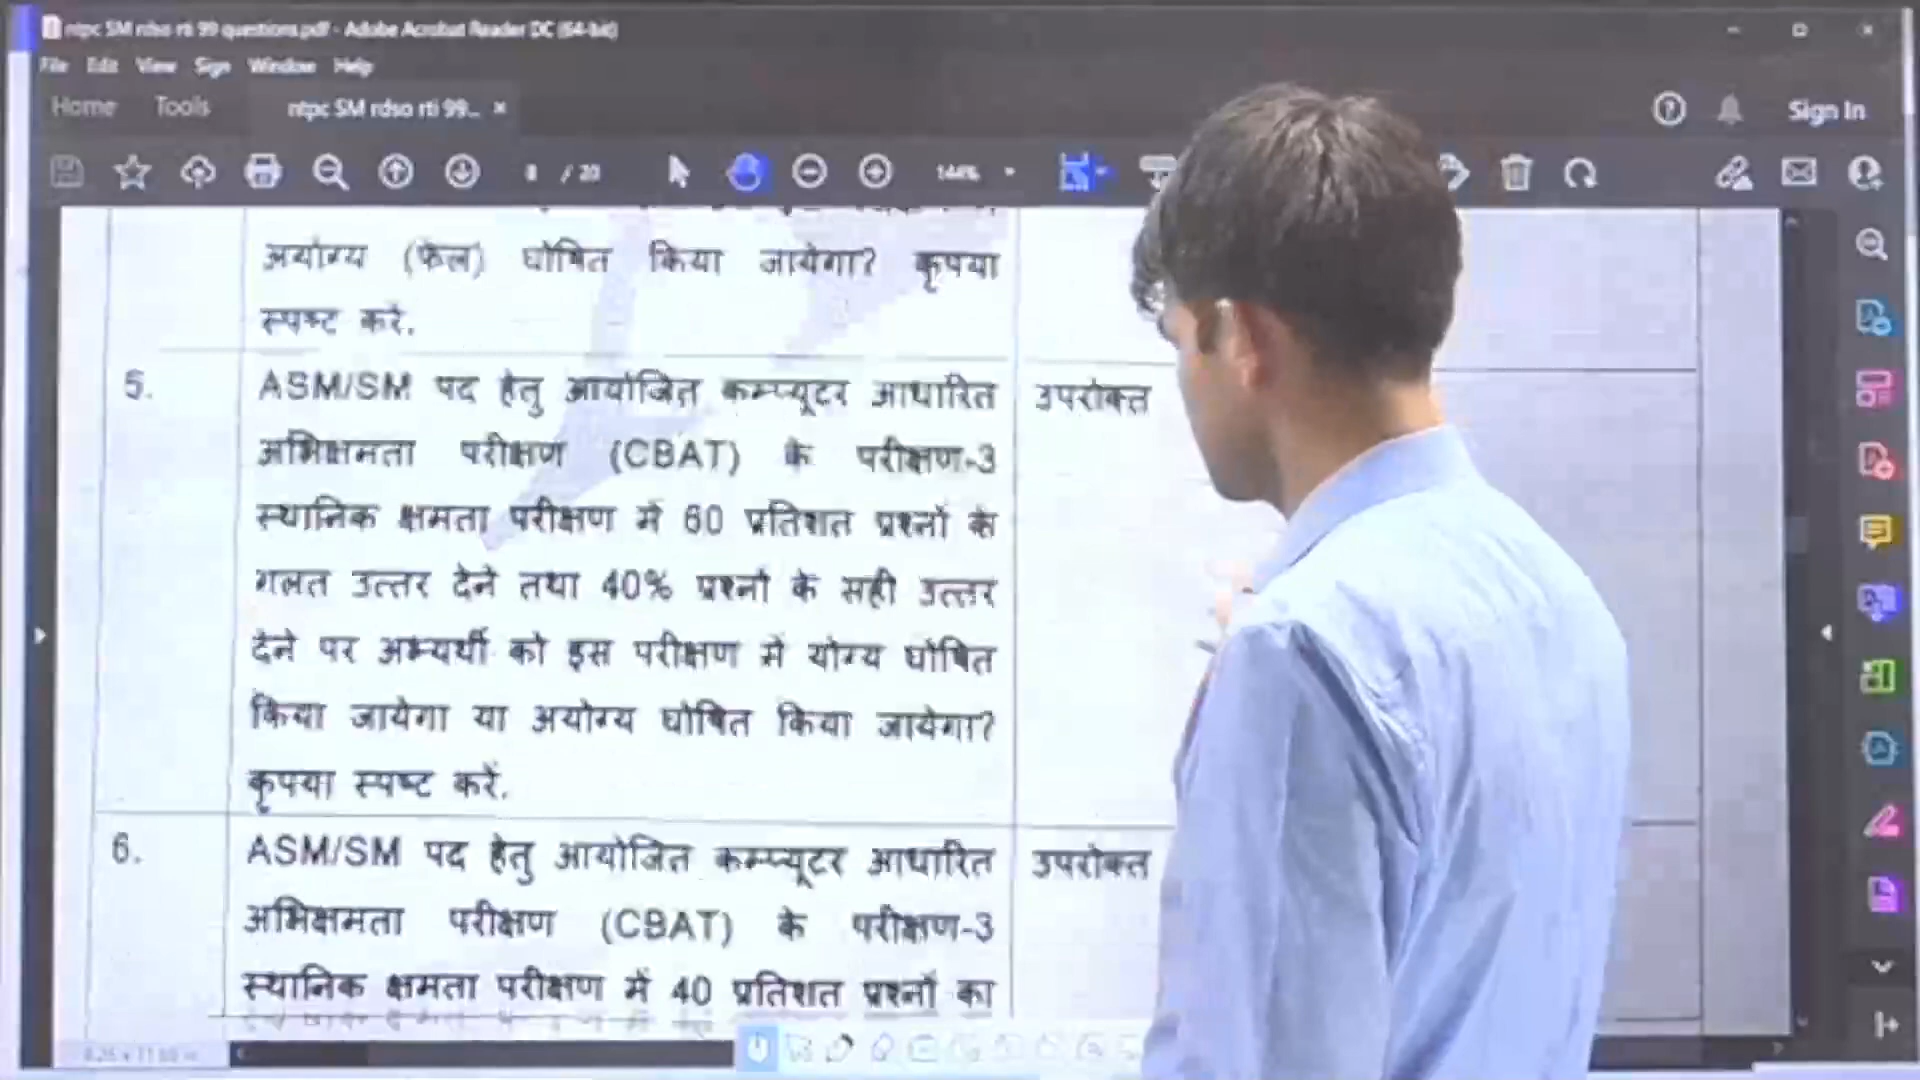 ntpc SM rdso rti 99 questions.pdf - Adobe Acrobat Reader DC (64-bit)
File Edit View Sign Window Help
Home Tools ntpc SM rdso rti 99... × Sign In
8 / 20 144%
अयोग्य (फेल) घोषित किया जायेगा? कृपया
स्पष्ट करे.
5. ASM/SM पद हेतु आयोजित कम्प्यूटर आधारित उपरोक्त
अभिक्षमता परीक्षण (CBAT) के परीक्षण-3
स्थानिक क्षमता परीक्षण में 60 प्रतिशत प्रश्नों के
गलत उत्तर देने तथा 40% प्रश्नों के सही उत्तर
देने पर अभ्यर्थी को इस परीक्षण में योग्य घोषित
किया जायेगा या अयोग्य घोषित किया जायेगा?
कृपया स्पष्ट करें.
6. ASM/SM पद हेतु आयोजित कम्प्यूटर आधारित उपरोक्त
अभिक्षमता परीक्षण (CBAT) के परीक्षण-3
स्थानिक क्षमता परीक्षण में 40 प्रतिशत प्रश्नों का